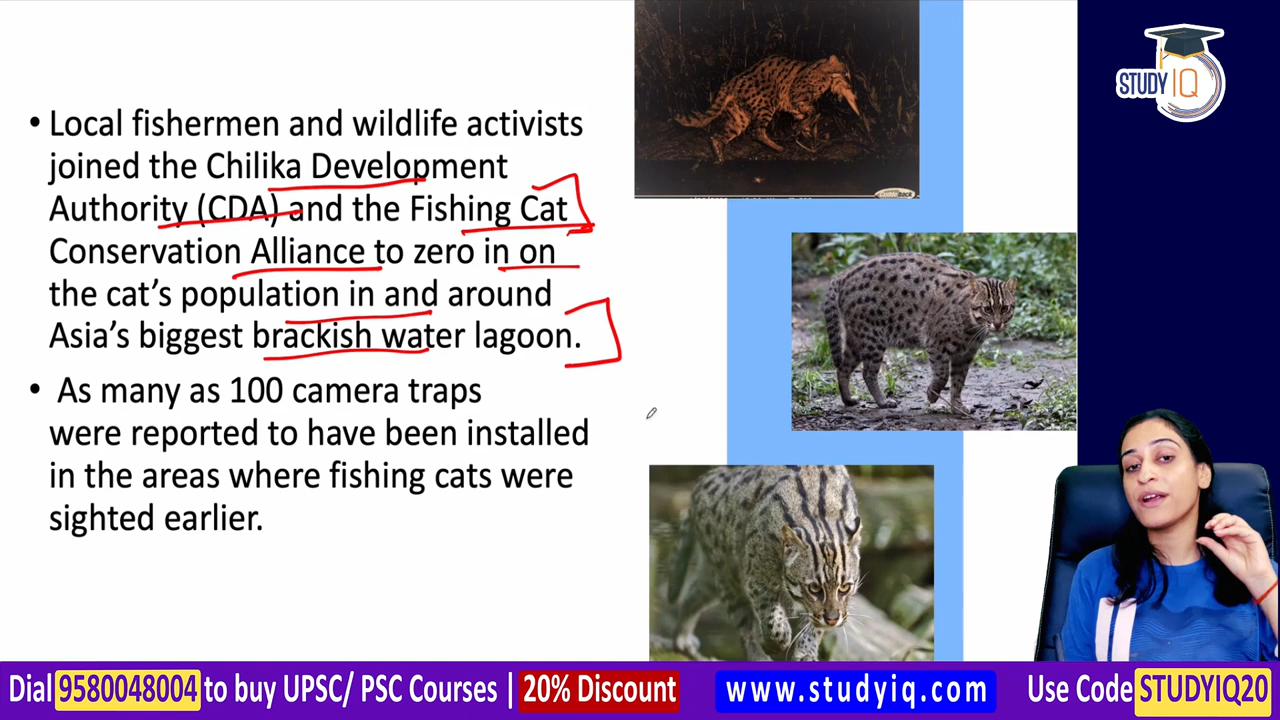 • Local fishermen and wildlife activists
joined the Chilika Development
Authority (CDA) and the Fishing Cat
Conservation Alliance to zero in on
the cat's population in and around
Asia's biggest brackish water lagoon.
• As many as 100 camera traps
were reported to have been installed
in the areas where fishing cats were
sighted earlier.
STUDY IQ
Dial 9580048004 to buy UPSC/ PSC Courses | 20% Discount
www.studyiq.com
Use Code STUDYIQ20